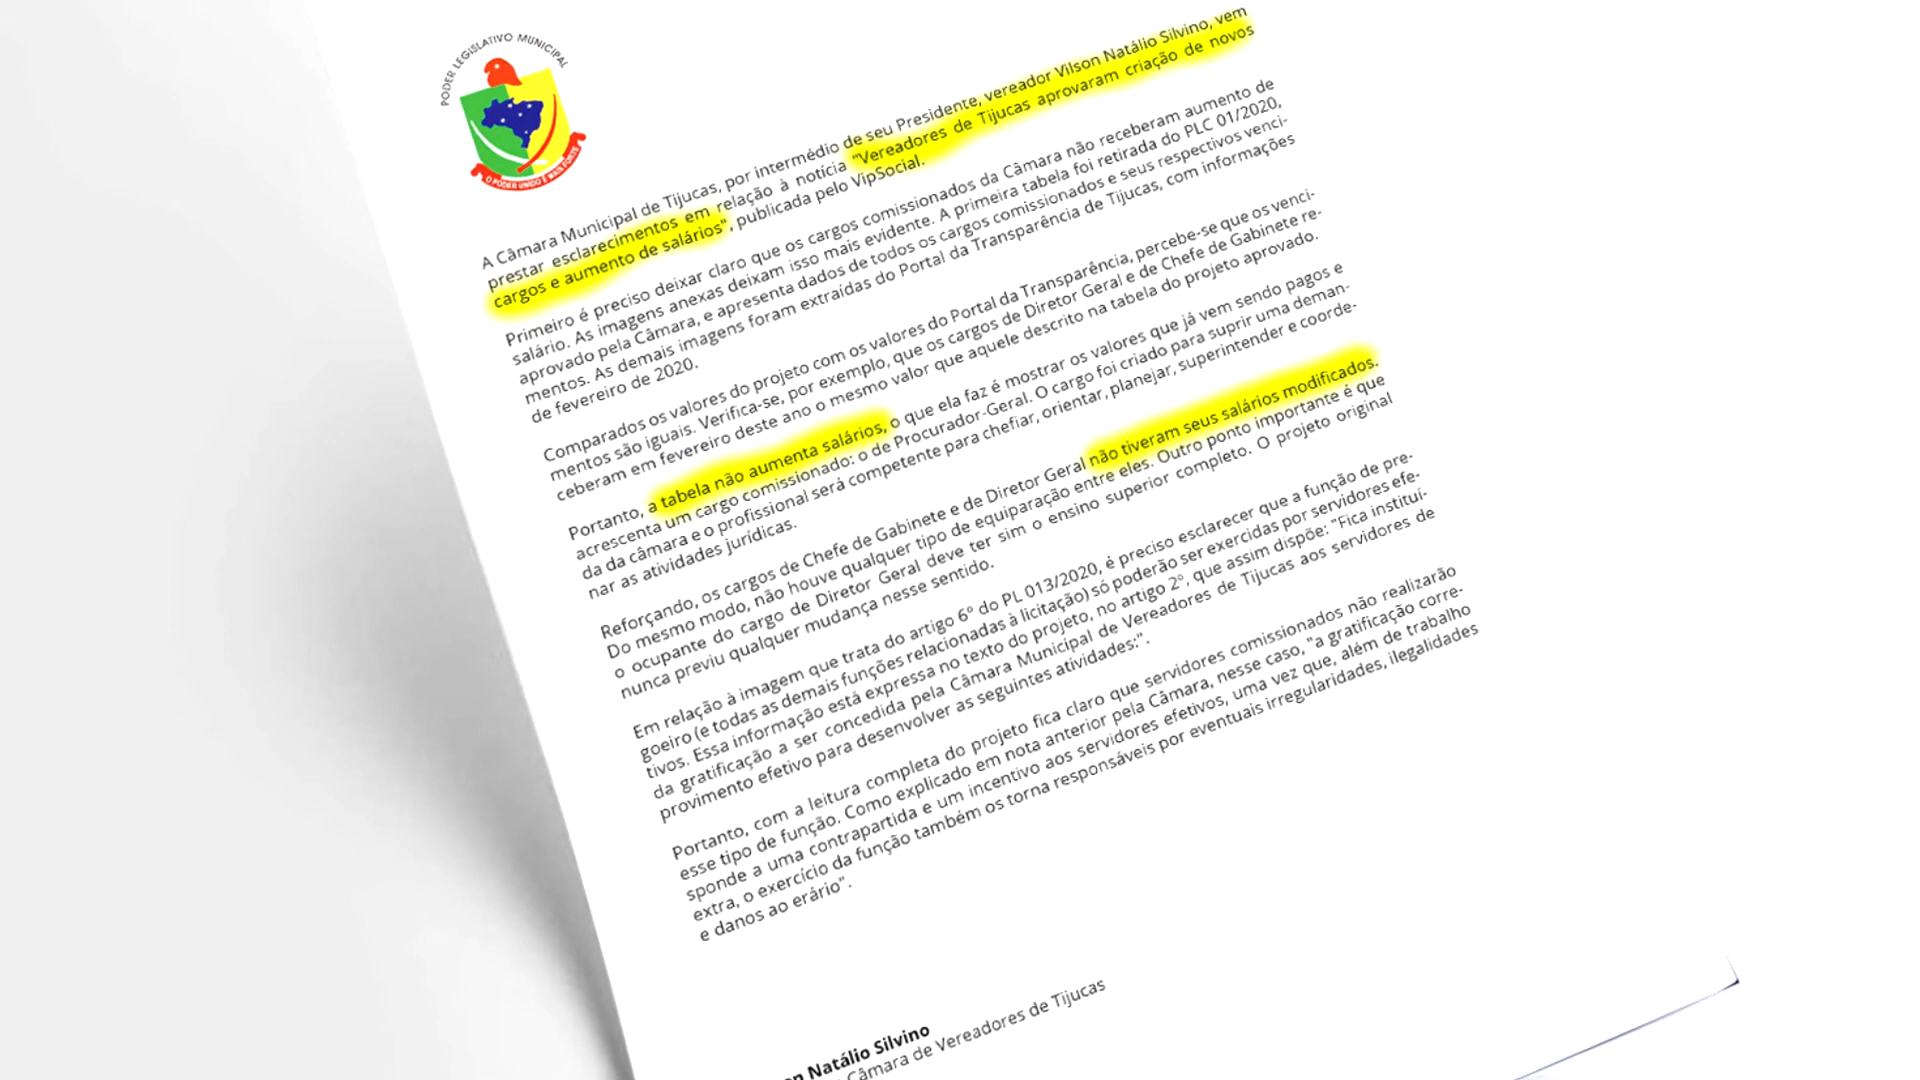 PODER LEGISLATIVO MUNICIPAL
O PODER UNIDO É MAIS FORTE
A Câmara Municipal de Tijucas, por intermédio de seu Presidente, vereador Vilson Natálio Silvino, vem
prestar esclarecimentos em relação à notícia "Vereadores de Tijucas aprovaram criação de novos
cargos e aumento de salários", publicada pelo VipSocial.
Primeiro é preciso deixar claro que os cargos comissionados da Câmara não receberam aumento de
salário. As imagens anexas deixam isso mais evidente. A primeira tabela foi retirada do PLC 01/2020,
aprovado pela Câmara, e apresenta dados de todos os cargos comissionados e seus respectivos venci-
mentos. As demais imagens foram extraídas do Portal da Transparência de Tijucas, com informações
de fevereiro de 2020.
Comparados os valores do projeto com os valores do Portal da Transparência, percebe-se que os venci-
mentos são iguais. Verifica-se, por exemplo, que os cargos de Diretor Geral e de Chefe de Gabinete re-
ceberam em fevereiro deste ano o mesmo valor que aquele descrito na tabela do projeto aprovado.
Portanto, a tabela não aumenta salários, o que ela faz é mostrar os valores que já vem sendo pagos e
acrescenta um cargo comissionado: o de Procurador-Geral. O cargo foi criado para suprir uma deman-
da da câmara e o profissional será competente para chefiar, orientar, planejar, superintender e coorde-
nar as atividades jurídicas.
Reforçando, os cargos de Chefe de Gabinete e de Diretor Geral não tiveram seus salários modificados.
Do mesmo modo, não houve qualquer tipo de equiparação entre eles. Outro ponto importante é que
o ocupante do cargo de Diretor Geral deve ter sim o ensino superior completo. O projeto original
nunca previu qualquer mudança nesse sentido.
Em relação à imagem que trata do artigo 6º do PL 013/2020, é preciso esclarecer que a função de pre-
goeiro (e todas as demais funções relacionadas à licitação) só poderão ser exercidas por servidores efe-
tivos. Essa informação está expressa no texto do projeto, no artigo 2º, que assim dispõe: "Fica instituí-
da gratificação a ser concedida pela Câmara Municipal de Vereadores de Tijucas aos servidores de
provimento efetivo para desenvolver as seguintes atividades:".
Portanto, com a leitura completa do projeto fica claro que servidores comissionados não realizarão
esse tipo de função. Como explicado em nota anterior pela Câmara, nesse caso, "a gratificação corre-
sponde a uma contrapartida e um incentivo aos servidores efetivos, uma vez que, além de trabalho
extra, o exercício da função também os torna responsáveis por eventuais irregularidades, ilegalidades
e danos ao erário".
Natálio Silvino
Câmara de Vereadores de Tijucas